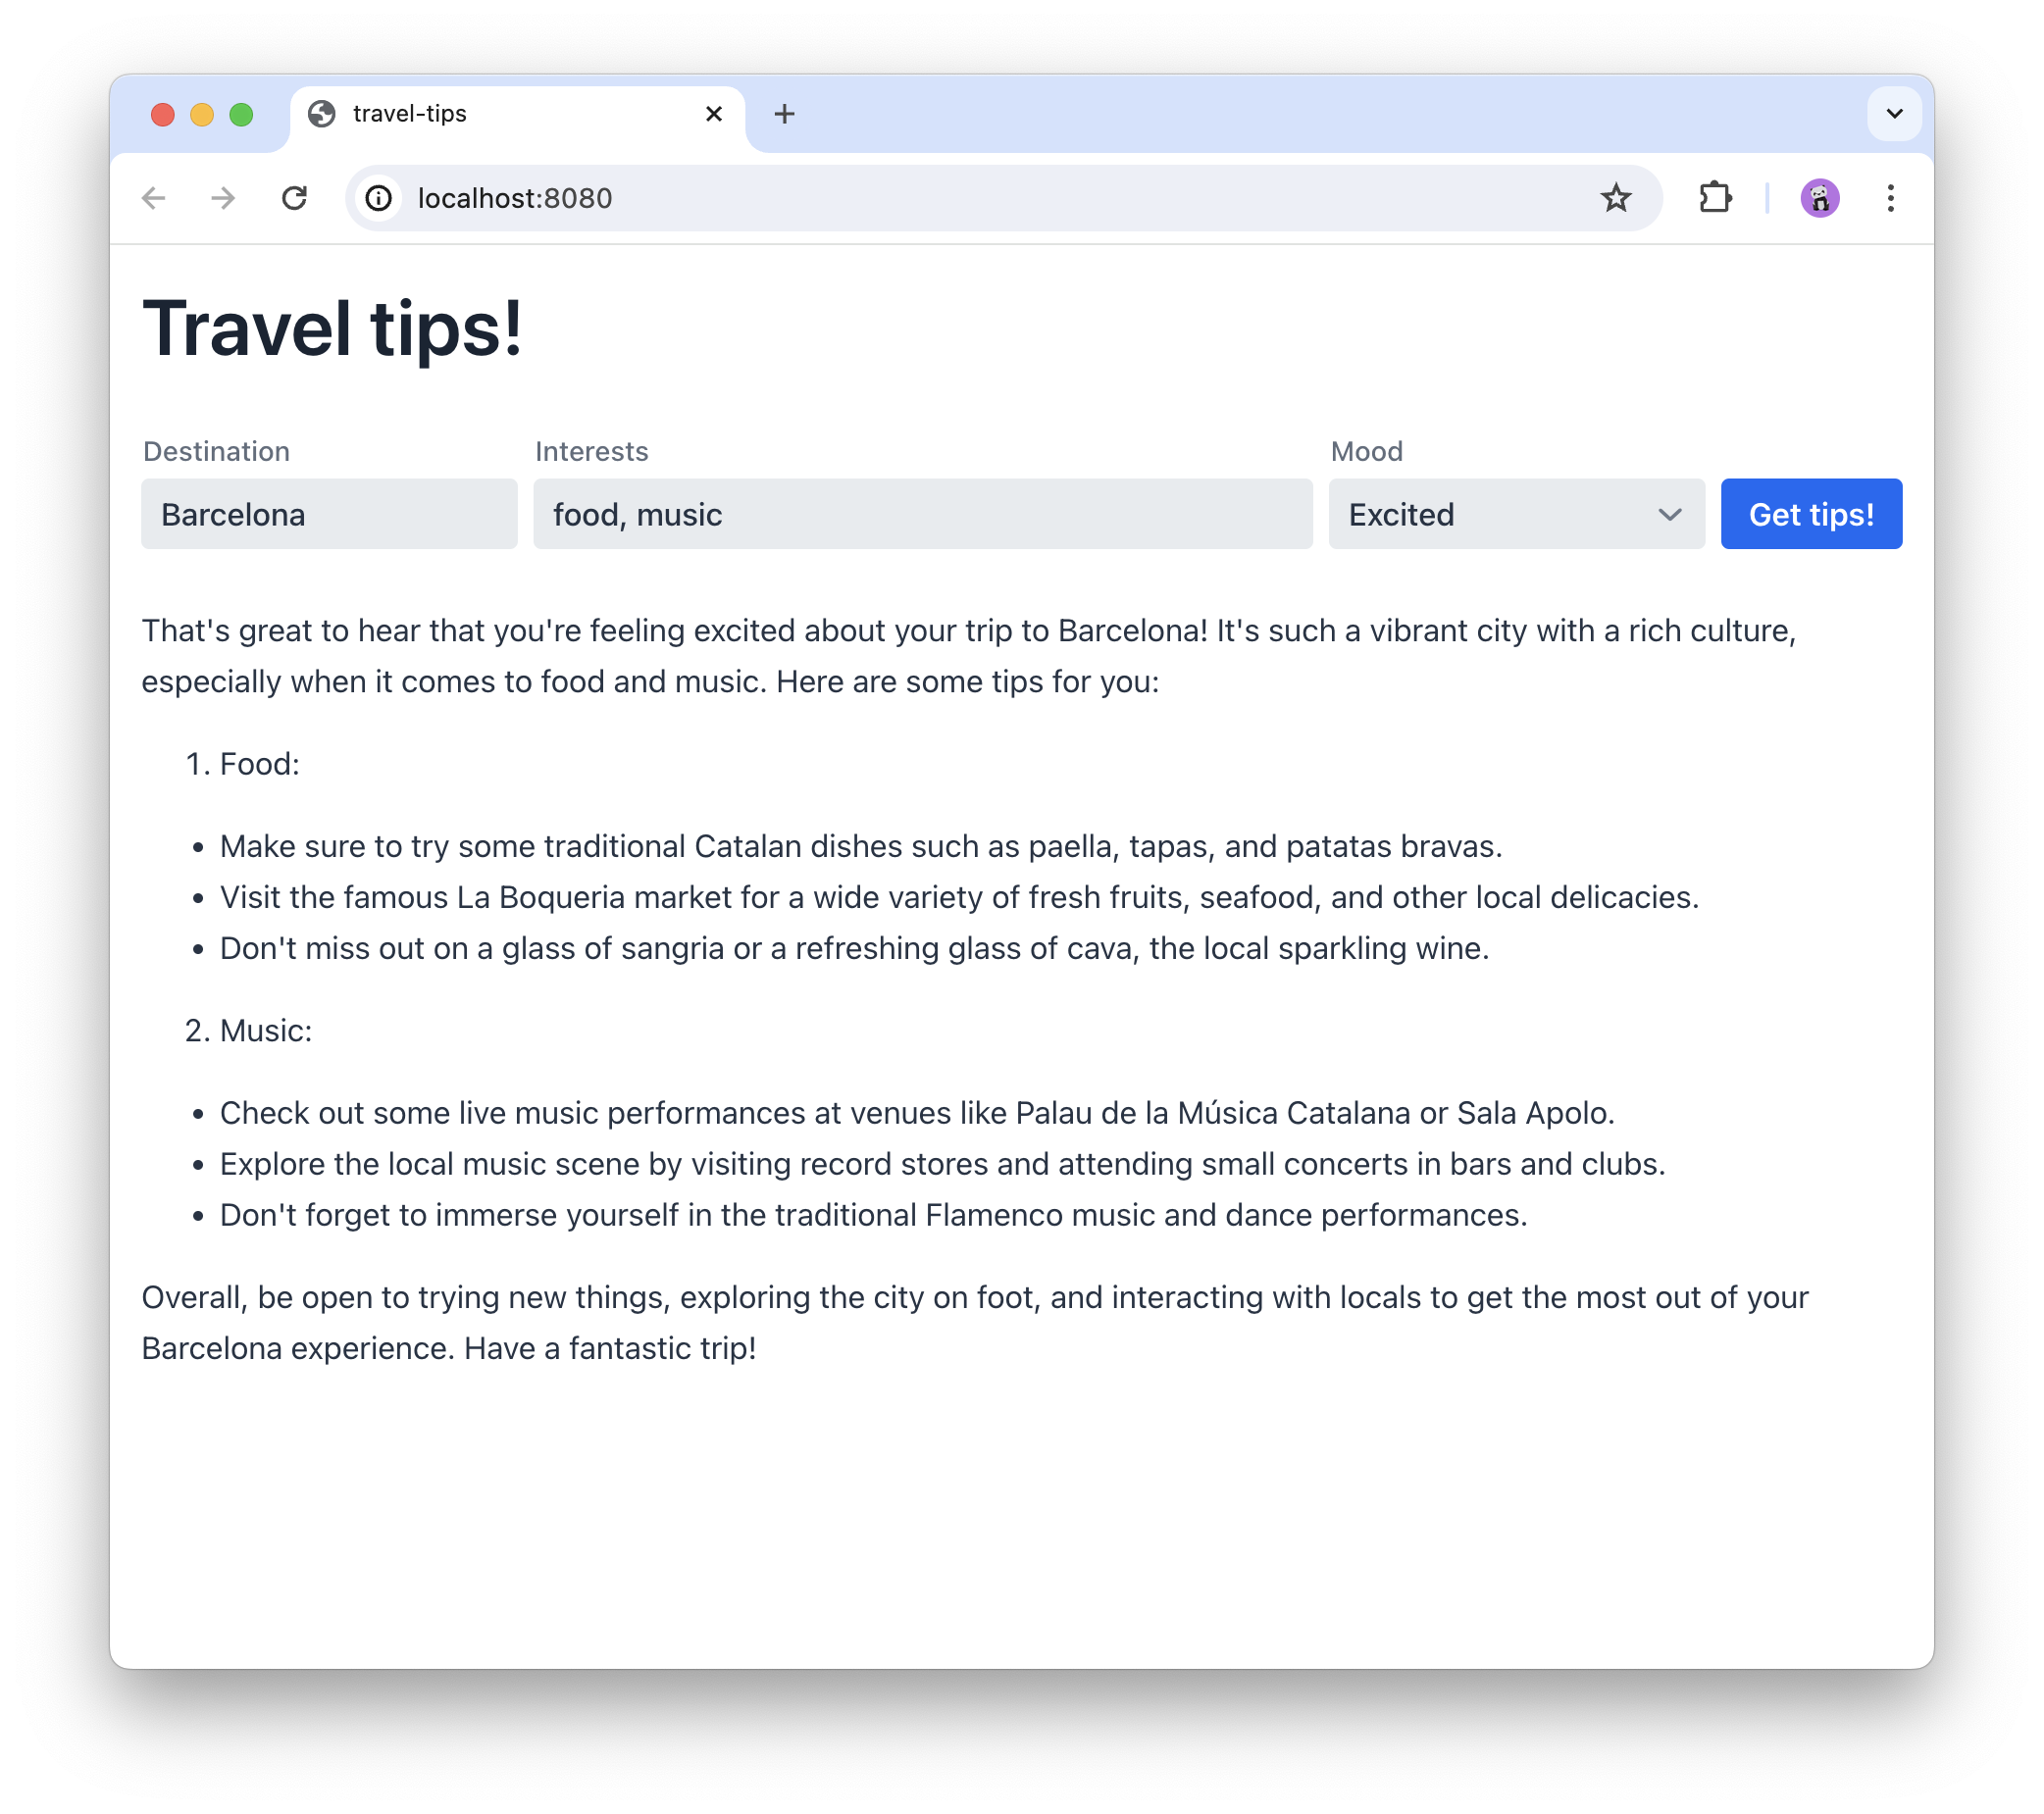 travel-tips
localhost:8080
Travel tips!
Destination
Interests
Mood
Barcelona
food, music
Excited
Get tips!
That's great to hear that you're feeling excited about your trip to Barcelona! It's such a vibrant city with a rich culture,
especially when it comes to food and music. Here are some tips for you:
1. Food:
• Make sure to try some traditional Catalan dishes such as paella, tapas, and patatas bravas.
• Visit the famous La Boqueria market for a wide variety of fresh fruits, seafood, and other local delicacies.
• Don't miss out on a glass of sangria or a refreshing glass of cava, the local sparkling wine.
2. Music:
• Check out some live music performances at venues like Palau de la Música Catalana or Sala Apolo.
• Explore the local music scene by visiting record stores and attending small concerts in bars and clubs.
• Don't forget to immerse yourself in the traditional Flamenco music and dance performances.
Overall, be open to trying new things, exploring the city on foot, and interacting with locals to get the most out of your
Barcelona experience. Have a fantastic trip!